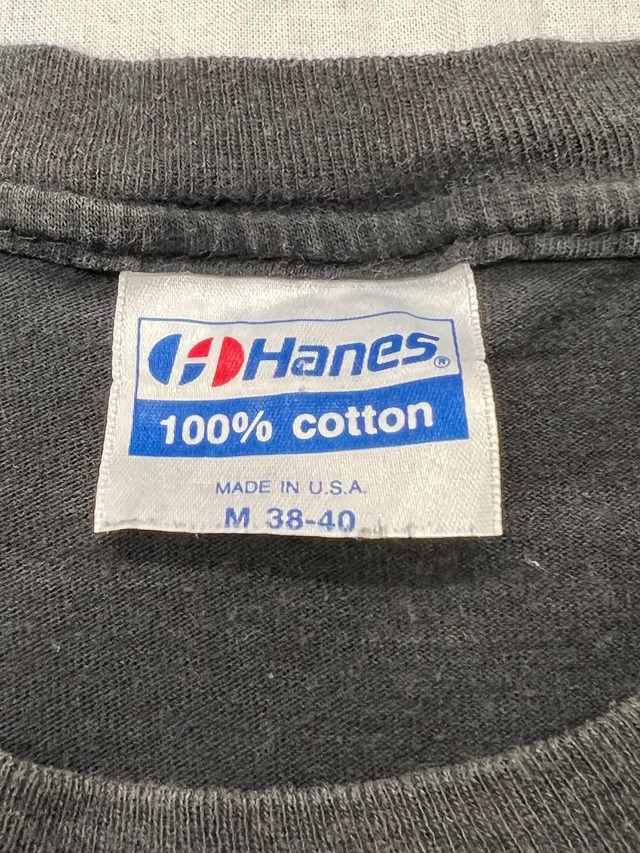 Hanes®
100% cotton
MADE IN U.S.A.
M 38-40